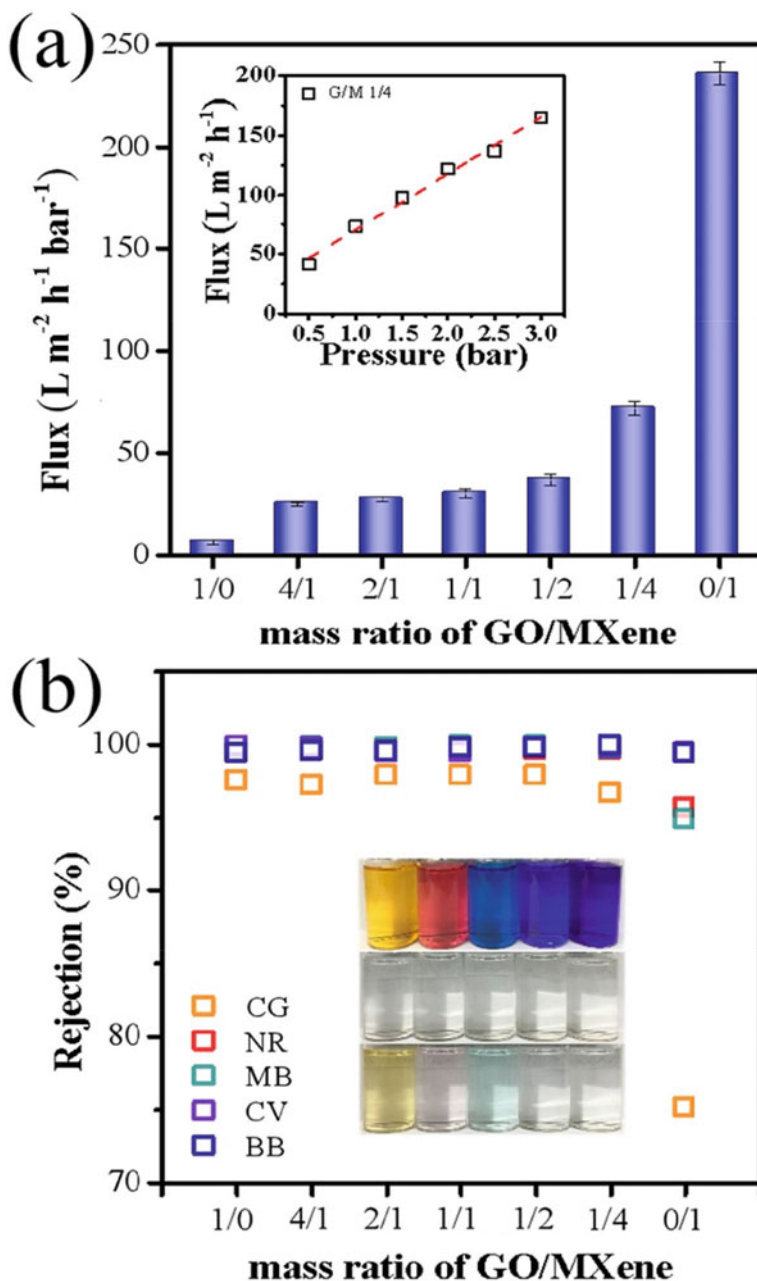 (a)
Flux (L m⁻² h⁻¹ bar⁻¹)
250
200
150
100
50
0
G/M 1/4
Flux (L m⁻² h⁻¹)
200
150
100
50
0
0.5 1.0 1.5 2.0 2.5 3.0
Pressure (bar)
1/0 4/1 2/1 1/1 1/2 1/4 0/1
mass ratio of GO/MXene
(b)
Rejection (%)
100
90
80
70
CG
NR
MB
CV
BB
1/0 4/1 2/1 1/1 1/2 1/4 0/1
mass ratio of GO/MXene